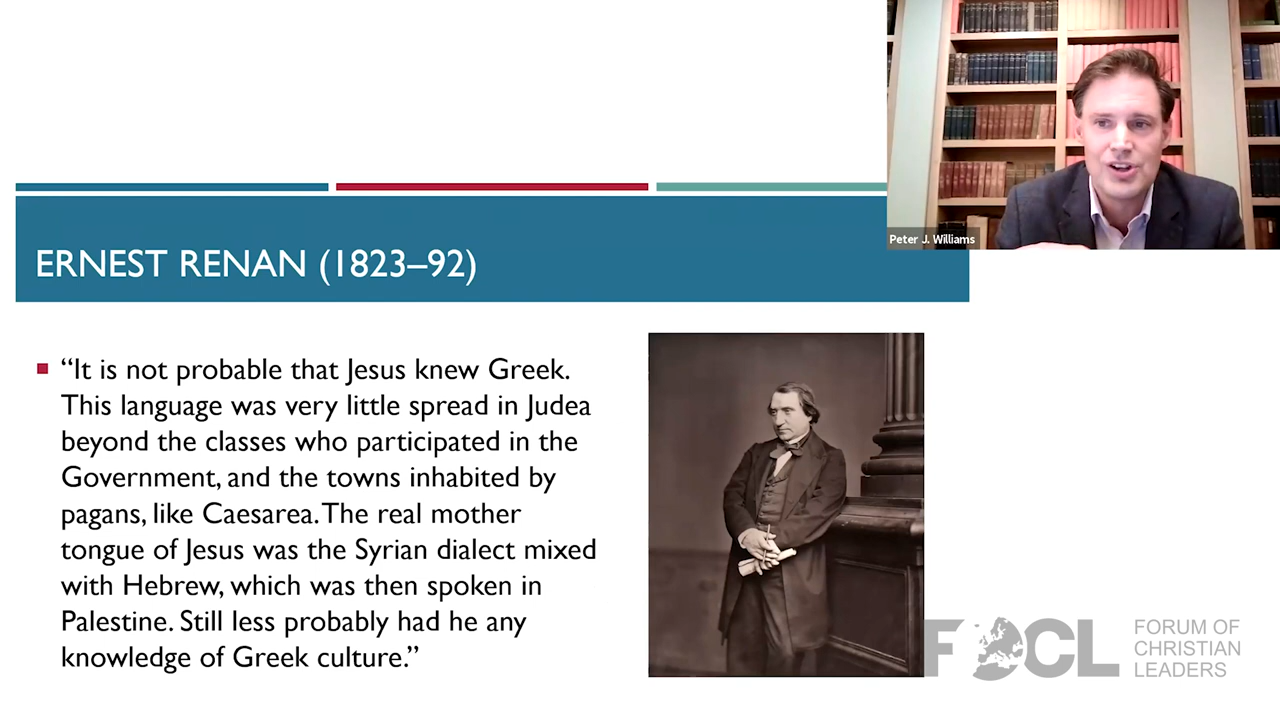 Peter J. Williams
ERNEST RENAN (1823–92)
“It is not probable that Jesus knew Greek.
This language was very little spread in Judea
beyond the classes who participated in the
Government, and the towns inhabited by
pagans, like Caesarea. The real mother
tongue of Jesus was the Syrian dialect mixed
with Hebrew, which was then spoken in
Palestine. Still less probably had he any
knowledge of Greek culture.”
FOCL
FORUM OF
CHRISTIAN
LEADERS